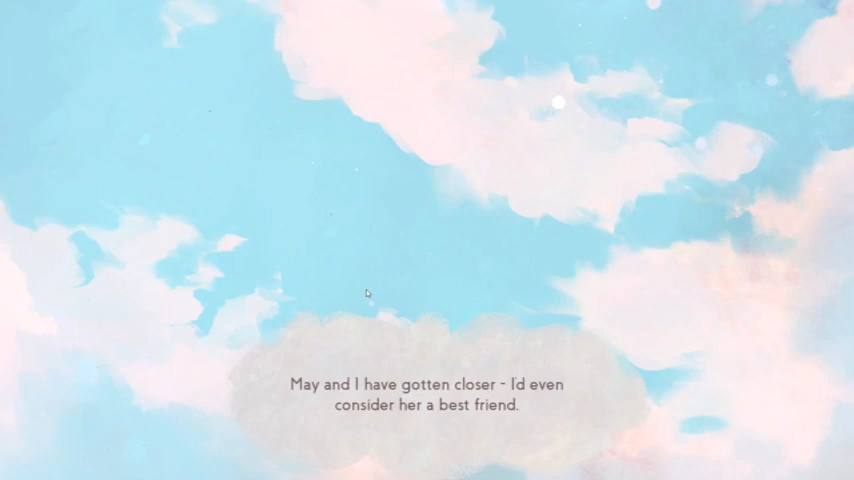 May and I have gotten closer - I'd even
consider her a best friend.